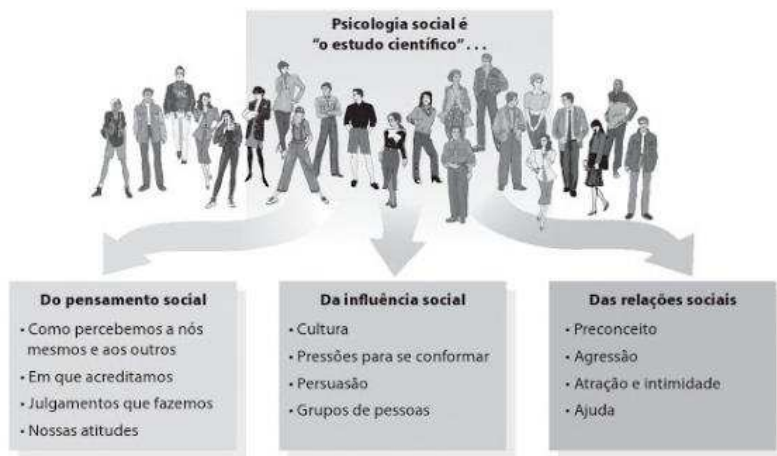 Psicologia social é
“o estudo científico”...
Do pensamento social
• Como percebemos a nós
mesmos e aos outros
• Em que acreditamos
• Julgamentos que fazemos
• Nossas atitudes
Da influência social
• Cultura
• Pressões para se conformar
• Persuasão
• Grupos de pessoas
Das relações sociais
• Preconceito
• Agressão
• Atração e intimidade
• Ajuda